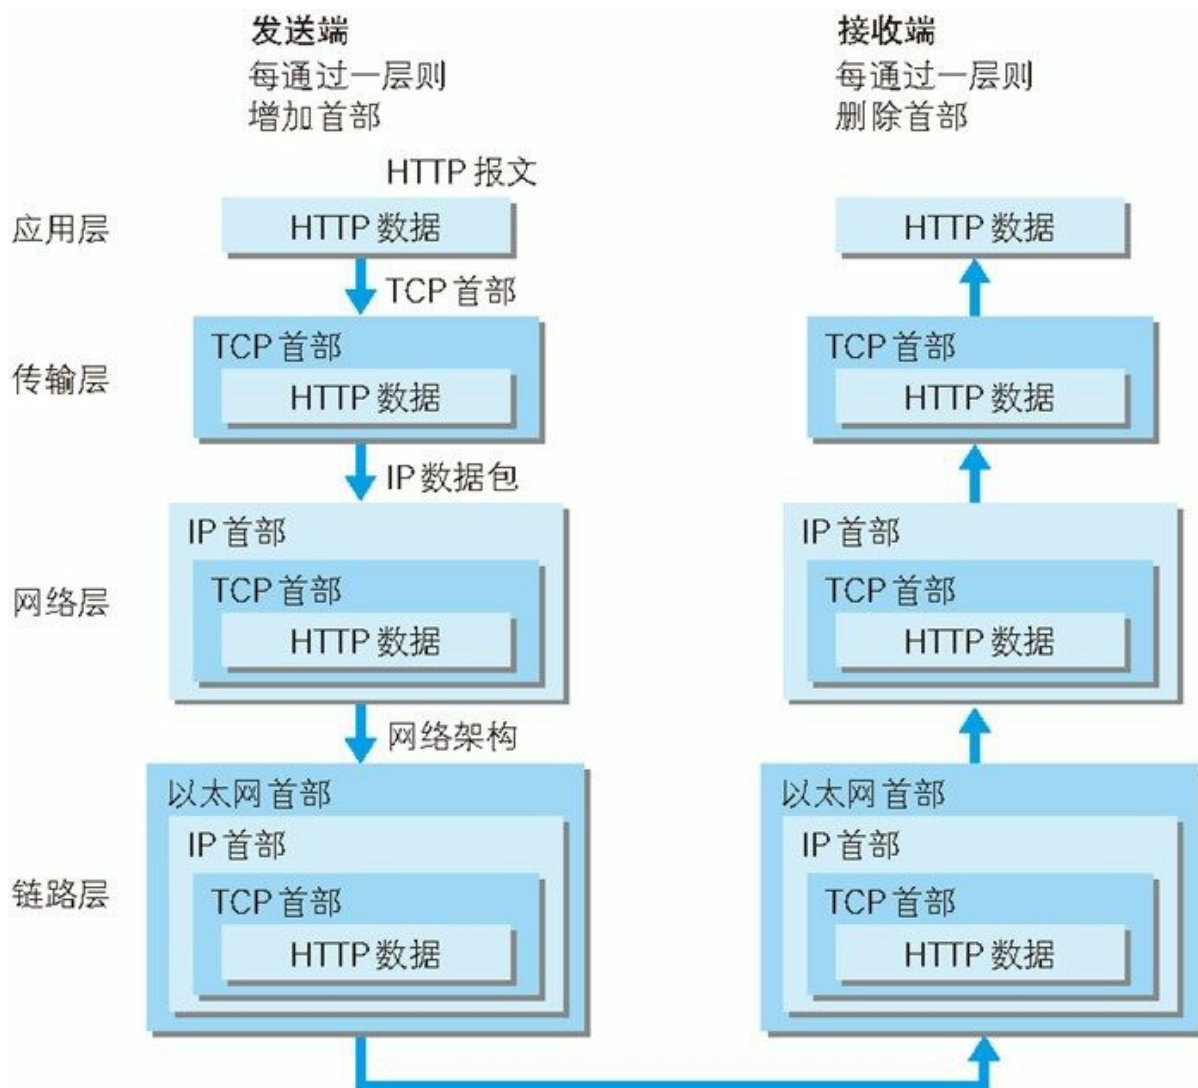 发送端
每通过一层则
增加首部
接收端
每通过一层则
删除首部
HTTP 报文
应用层
HTTP 数据
HTTP 数据
TCP 首部
传输层
TCP 首部
HTTP 数据
TCP 首部
HTTP 数据
IP 数据包
网络层
IP 首部
TCP 首部
HTTP 数据
IP 首部
TCP 首部
HTTP 数据
网络架构
链路层
以太网首部
IP 首部
TCP 首部
HTTP 数据
以太网首部
IP 首部
TCP 首部
HTTP 数据